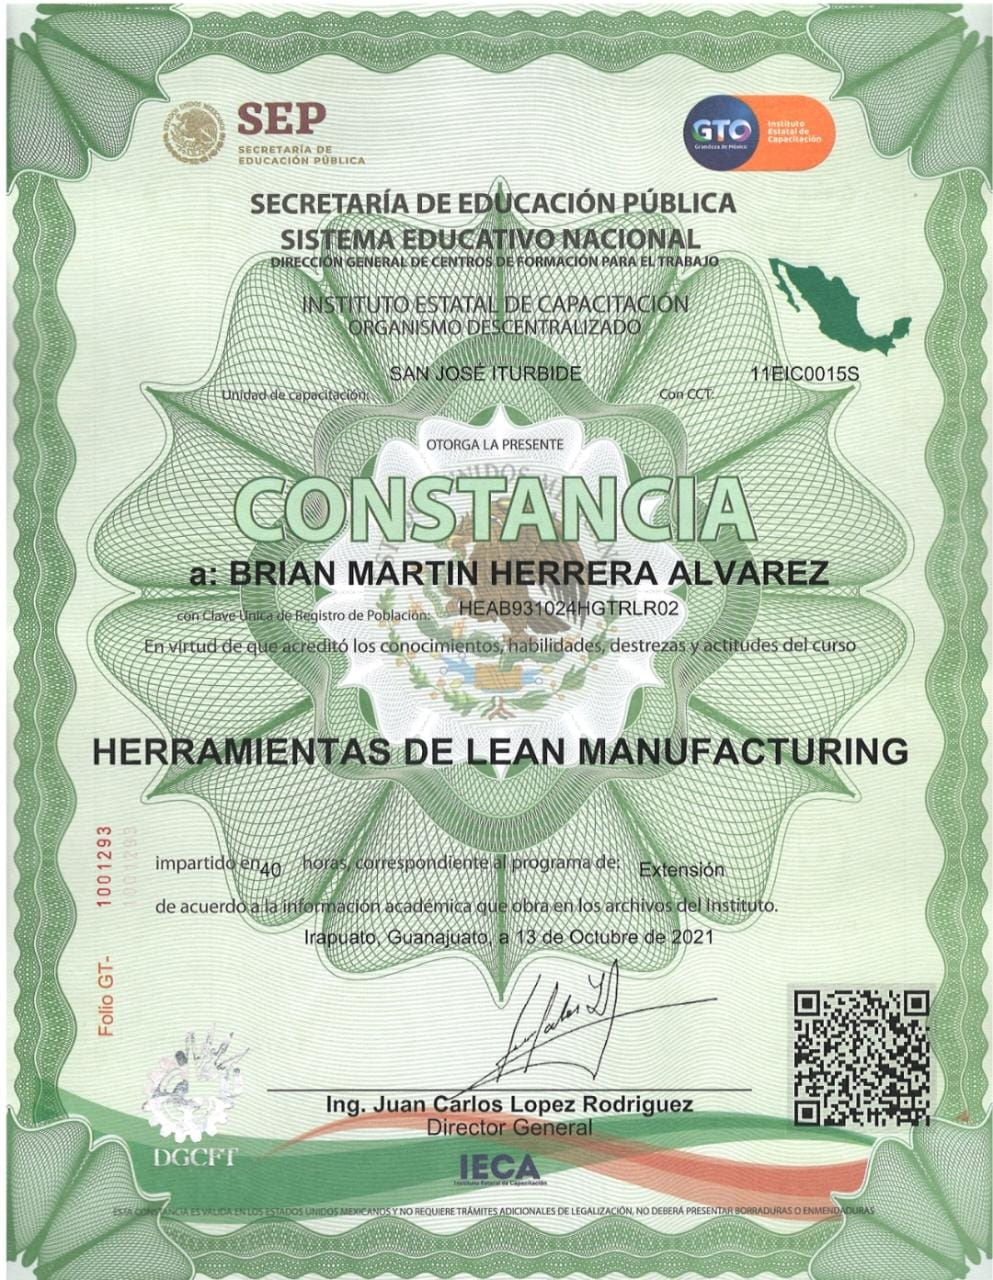 SEP
SECRETARÍA DE
EDUCACIÓN PÚBLICA
GTO
Grandeza de México
Instituto
Estatal de
Capacitación
SECRETARÍA DE EDUCACIÓN PÚBLICA
SISTEMA EDUCATIVO NACIONAL
DIRECCIÓN GENERAL DE CENTROS DE FORMACIÓN PARA EL TRABAJO
INSTITUTO ESTATAL DE CAPACITACIÓN
ORGANISMO DESCENTRALIZADO
Unidad de capacitación: SAN JOSÉ ITURBIDE Con CCT: 11EIC0015S
OTORGA LA PRESENTE
CONSTANCIA
a: BRIAN MARTIN HERRERA ALVAREZ
con Clave Única de Registro de Población: HEAB931024HGTRLR02
En virtud de que acreditó los conocimientos, habilidades, destrezas y actitudes del curso
HERRAMIENTAS DE LEAN MANUFACTURING
impartido en 40 horas, correspondiente al programa de: Extensión
de acuerdo a la información académica que obra en los archivos del Instituto.
Irapuato, Guanajuato, a 13 de Octubre de 2021
Folio GT- 1001293
1001293
Ing. Juan Carlos Lopez Rodriguez
Director General
DGCFT
IECA
Instituto Estatal de Capacitación
ESTA CONSTANCIA ES VALIDA EN LOS ESTADOS UNIDOS MEXICANOS Y NO REQUIERE TRÁMITES ADICIONALES DE LEGALIZACIÓN, NO DEBERÁ PRESENTAR BORRADURAS O ENMENDADURAS